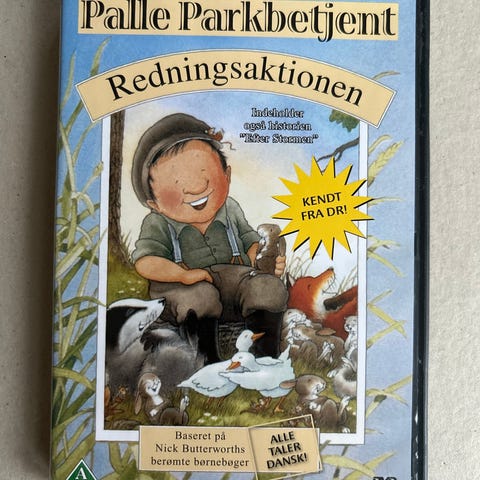 Palle Parkbetjent
Redningsaktionen
Indeholder
også historien
"Efter Stormen"
KENDT
FRA DR!
Baseret på
Nick Butterworths
berømte børnebøger
ALLE
TALER
DANSK!
A